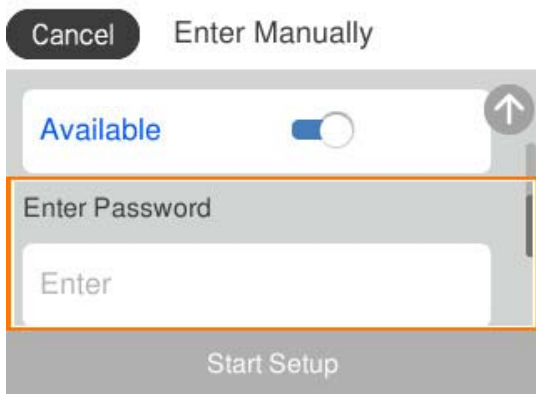 Cancel Enter Manually
Available
Enter Password
Enter
Start Setup